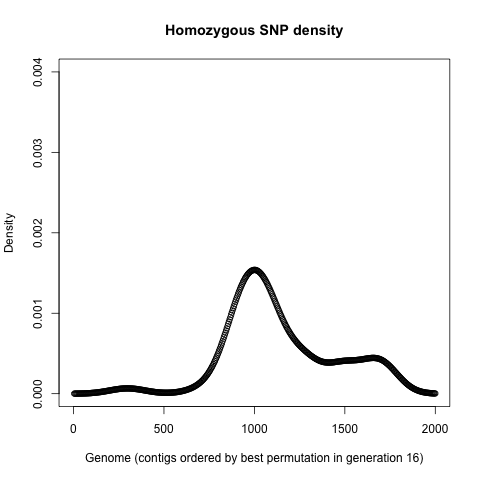 Homozygous SNP density
Density
0.004
0.003
0.002
0.001
0.000
0 500 1000 1500 2000
Genome (contigs ordered by best permutation in generation 16)